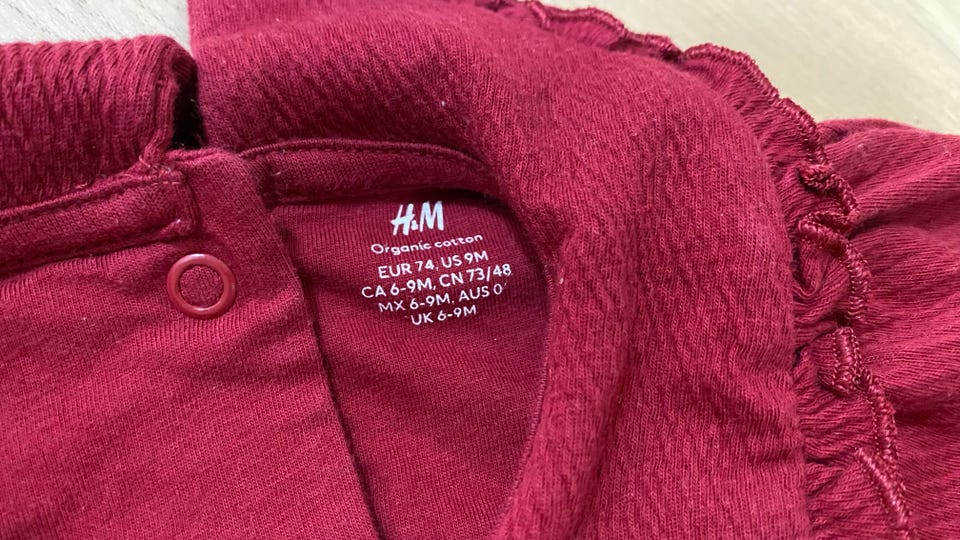 H&M
Organic cotton
EUR 74, US 9M
CA 6-9M, CN 73/48
MX 6-9M, AUS 0
UK 6-9M